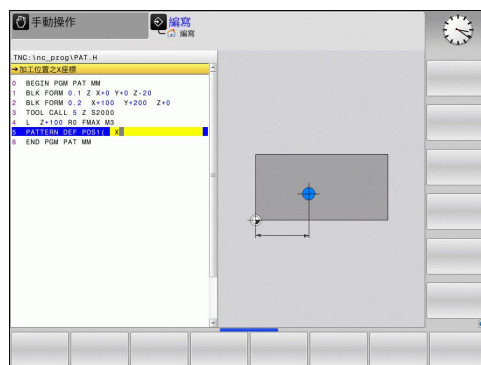 手動操作
編寫
編寫
TNC:\nc_prog\PAT.H
→加工位置之X座標
0 BEGIN PGM PAT MM
1 BLK FORM 0.1 Z X+0 Y+0 Z-20
2 BLK FORM 0.2 X+100 Y+200 Z+0
3 TOOL CALL 5 Z S2000
4 L Z+100 R0 FMAX M3
5 PATTERN DEF POS1( X
6 END PGM PAT MM